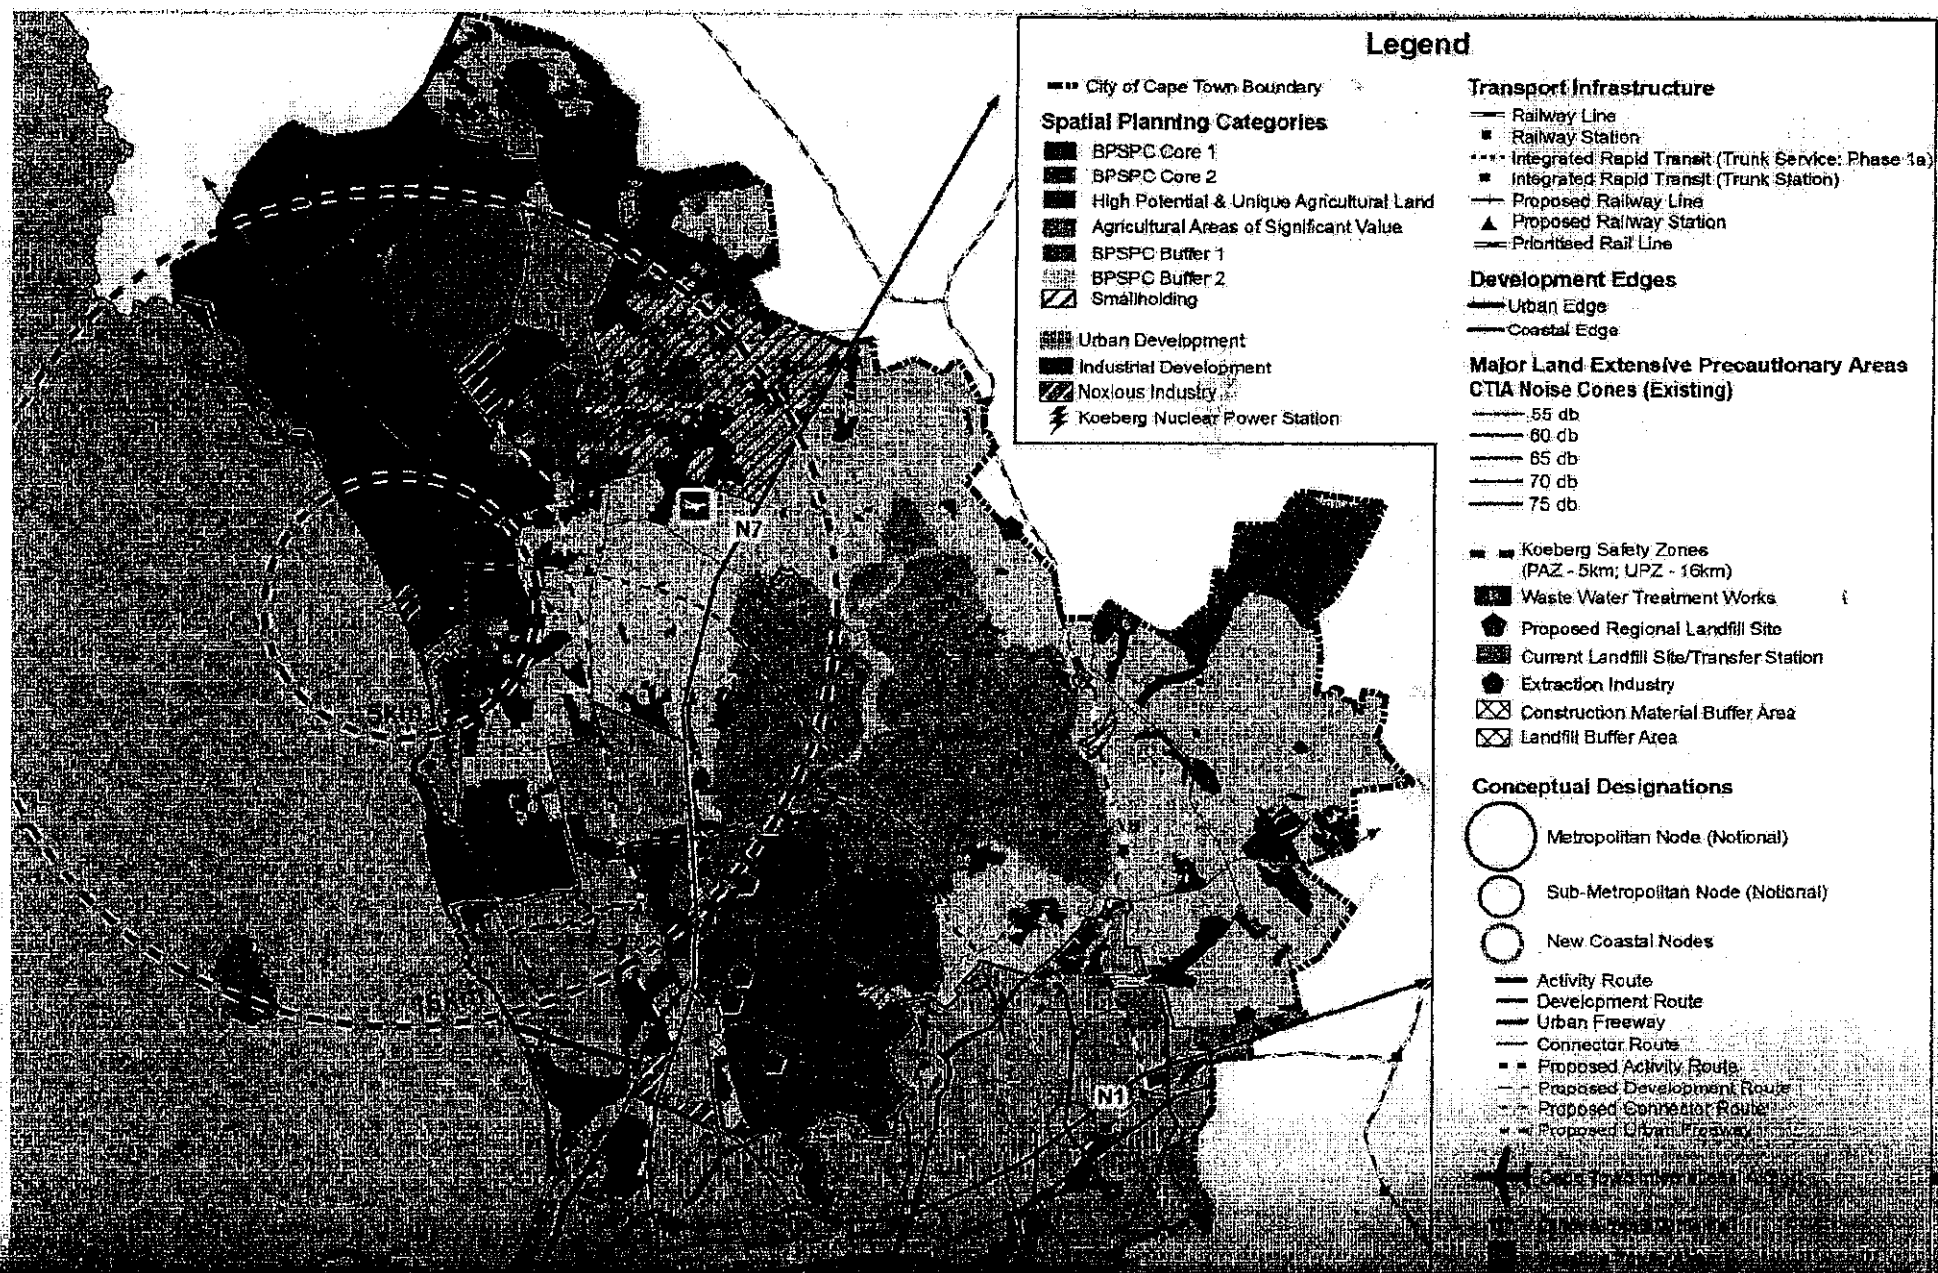 Legend
City of Cape Town Boundary
Spatial Planning Categories
BPSPC Core 1
BPSPC Core 2
High Potential & Unique Agricultural Land
Agricultural Areas of Significant Value
BPSPC Buffer 1
BPSPC Buffer 2
Smallholding
Urban Development
Industrial Development
Noxious Industry
Koeberg Nuclear Power Station
Transport Infrastructure
Railway Line
Railway Station
Integrated Rapid Transit (Trunk Service: Phase 1a)
Integrated Rapid Transit (Trunk Station)
Proposed Railway Line
Proposed Railway Station
Prioritised Rail Line
Development Edges
Urban Edge
Coastal Edge
Major Land Extensive Precautionary Areas
CTIA Noise Cones (Existing)
55 db
60 db
65 db
70 db
75 db
Koeberg Safety Zones
(PAZ - 5km; UPZ - 16km)
Waste Water Treatment Works
Proposed Regional Landfill Site
Current Landfill Site/Transfer Station
Extraction Industry
Construction Material Buffer Area
Landfill Buffer Area
Conceptual Designations
Metropolitan Node (Notional)
Sub-Metropolitan Node (Notional)
New Coastal Nodes
Activity Route
Development Route
Urban Freeway
Connector Route
Proposed Activity Route
Proposed Development Route
Proposed Connector Route
Proposed Urban Freeway
Cape Town International
N7
5km
16km
N1